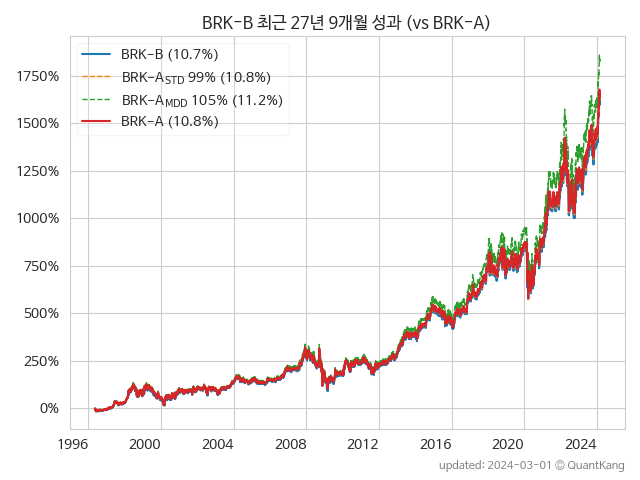 BRK-B 최근 27년 9개월 성과 (vs BRK-A)
BRK-B (10.7%)
BRK-A_STD 99% (10.8%)
BRK-A_MDD 105% (11.2%)
BRK-A (10.8%)
1750%
1500%
1250%
1000%
750%
500%
250%
0%
1996 2000 2004 2008 2012 2016 2020 2024
updated: 2024-03-01 © QuantKang